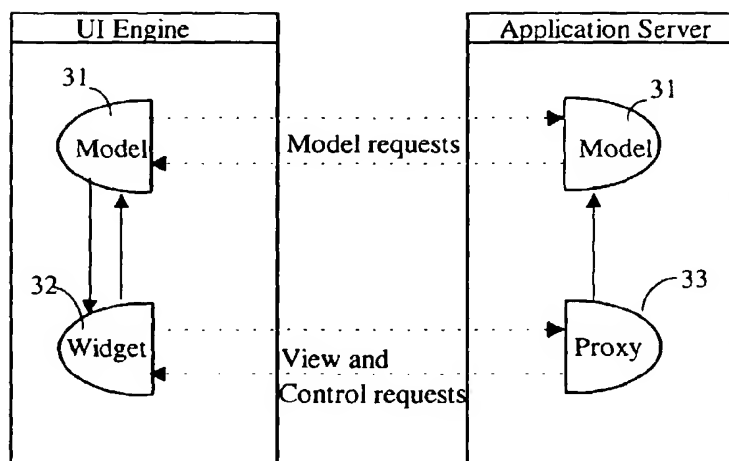 UI Engine
Application Server
31
31
Model
Model requests
Model
32
33
Widget
Proxy
View and
Control requests